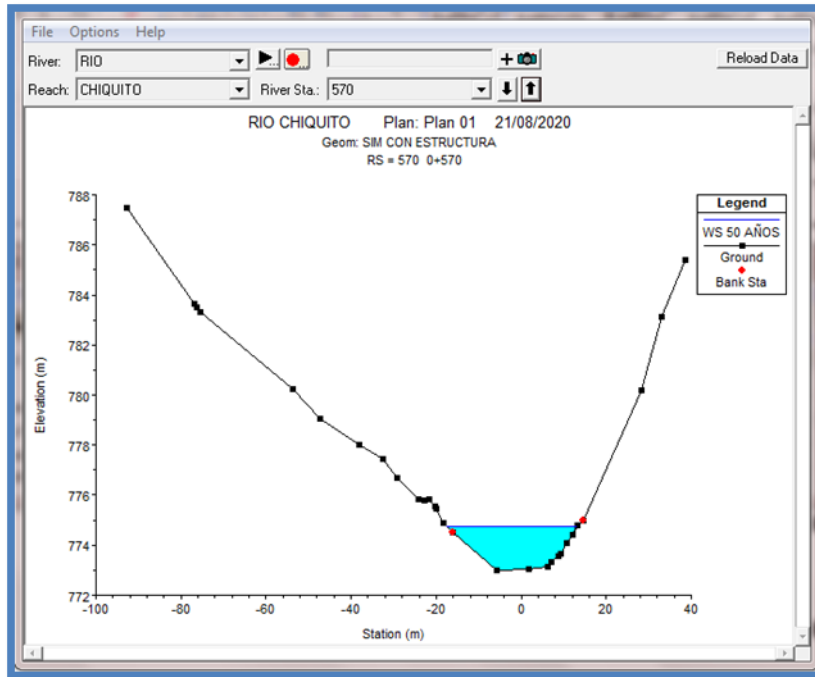 File Options Help
River: RIO Reload Data
Reach: CHIQUITO River Sta.: 570
RIO CHIQUITO Plan: Plan 01 21/08/2020
Geom: SIM CON ESTRUCTURA
RS = 570 0+570
Legend
WS 50 AÑOS
Ground
Bank Sta
788
786
784
782
780
778
776
774
772
Elevation (m)
-100 -80 -60 -40 -20 0 20 40
Station (m)